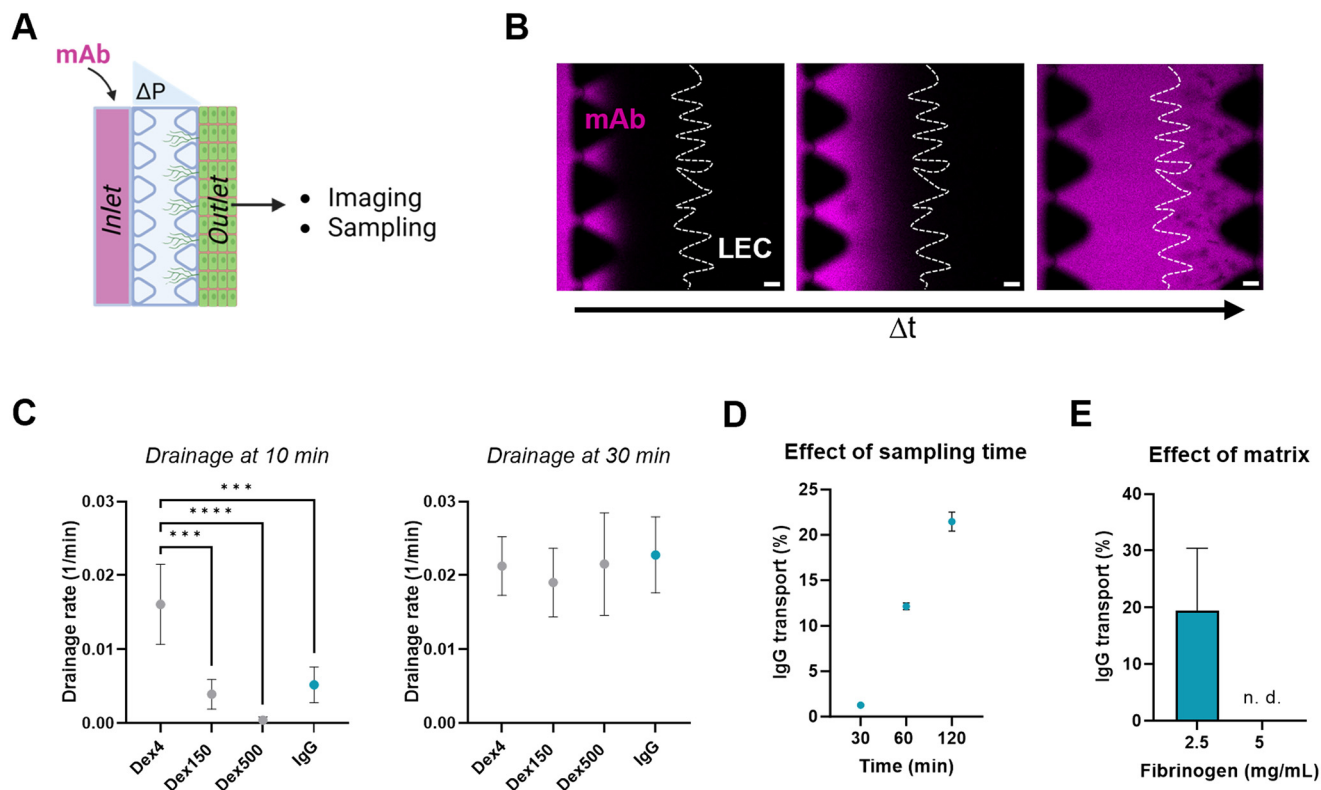 A
mAb
ΔP
Inlet
Outlet
• Imaging
• Sampling
B
mAb
LEC
Δt
C
Drainage at 10 min
Drainage rate (1/min)
0.03
0.02
0.01
0.00
***
****
***
Dex4
Dex150
Dex500
IgG
Drainage at 30 min
Drainage rate (1/min)
0.03
0.02
0.01
0.00
Dex4
Dex150
Dex500
IgG
D
Effect of sampling time
IgG transport (%)
25
20
15
10
5
0
30 60 120
Time (min)
E
Effect of matrix
IgG transport (%)
40
30
20
10
0
n. d.
2.5 5
Fibrinogen (mg/mL)